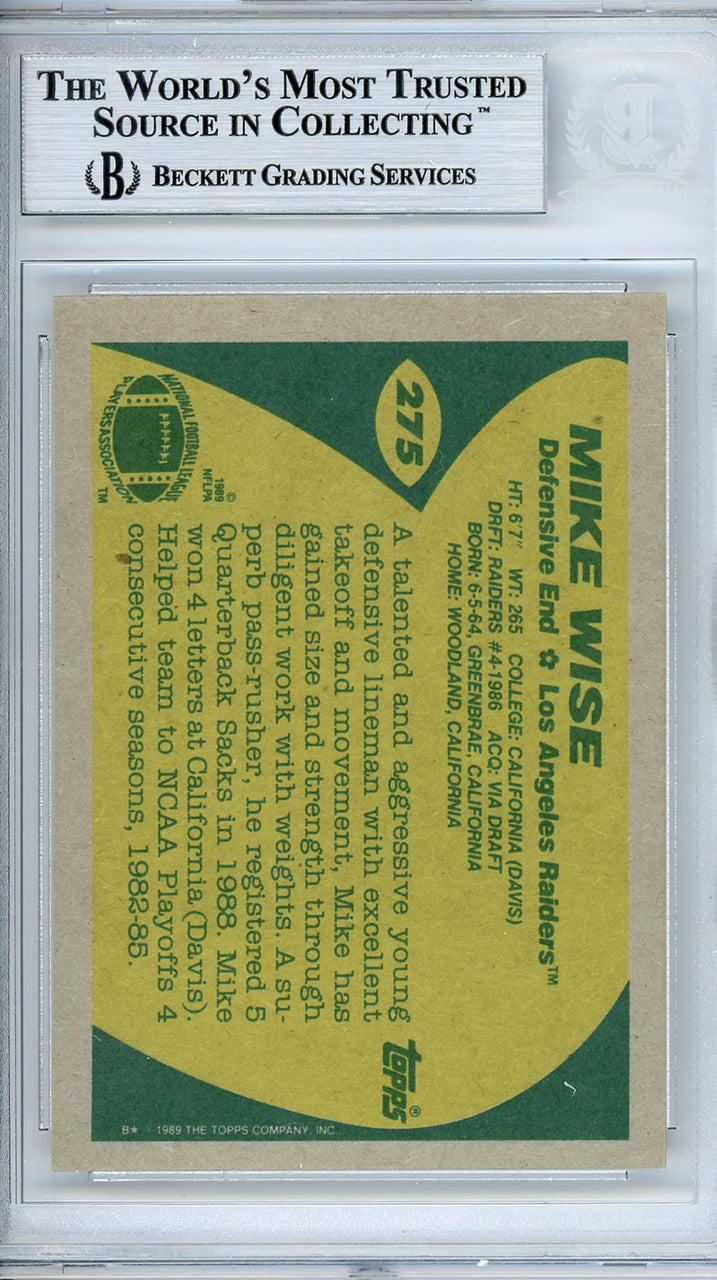 THE WORLD'S MOST TRUSTED
SOURCE IN COLLECTING™
B BECKETT GRADING SERVICES
275
MIKE WISE
Defensive End ✿ Los Angeles Raiders™
HT: 6'7" WT: 265 COLLEGE: CALIFORNIA (DAVIS)
DRFT: RAIDERS #4-1986 ACQ: VIA DRAFT
BORN: 6-5-64, GREENBRAE, CALIFORNIA
HOME: WOODLAND, CALIFORNIA
A talented and aggressive young
defensive lineman with excellent
takeoff and movement, Mike has
gained size and strength through
diligent work with weights. A su-
perb pass-rusher, he registered 5
Quarterback Sacks in 1988. Mike
won 4 letters at California (Davis).
Helped team to NCAA Playoffs 4
consecutive seasons, 1982-85.
NATIONAL FOOTBALL LEAGUE
PLAYERS ASSOCIATION
TM
©
1989
NFLPA
topps®
B* 1989 THE TOPPS COMPANY, INC.